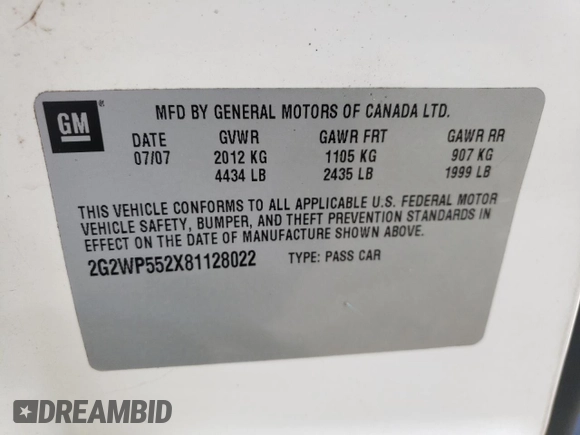 GM ® MFD BY GENERAL MOTORS OF CANADA LTD.
DATE GVWR GAWR FRT GAWR RR
07/07 2012 KG 1105 KG 907 KG
4434 LB 2435 LB 1999 LB
THIS VEHICLE CONFORMS TO ALL APPLICABLE U.S. FEDERAL MOTOR
VEHICLE SAFETY, BUMPER, AND THEFT PREVENTION STANDARDS IN
EFFECT ON THE DATE OF MANUFACTURE SHOWN ABOVE.
2G2WP552X81128022 TYPE: PASS CAR
DREAMBID